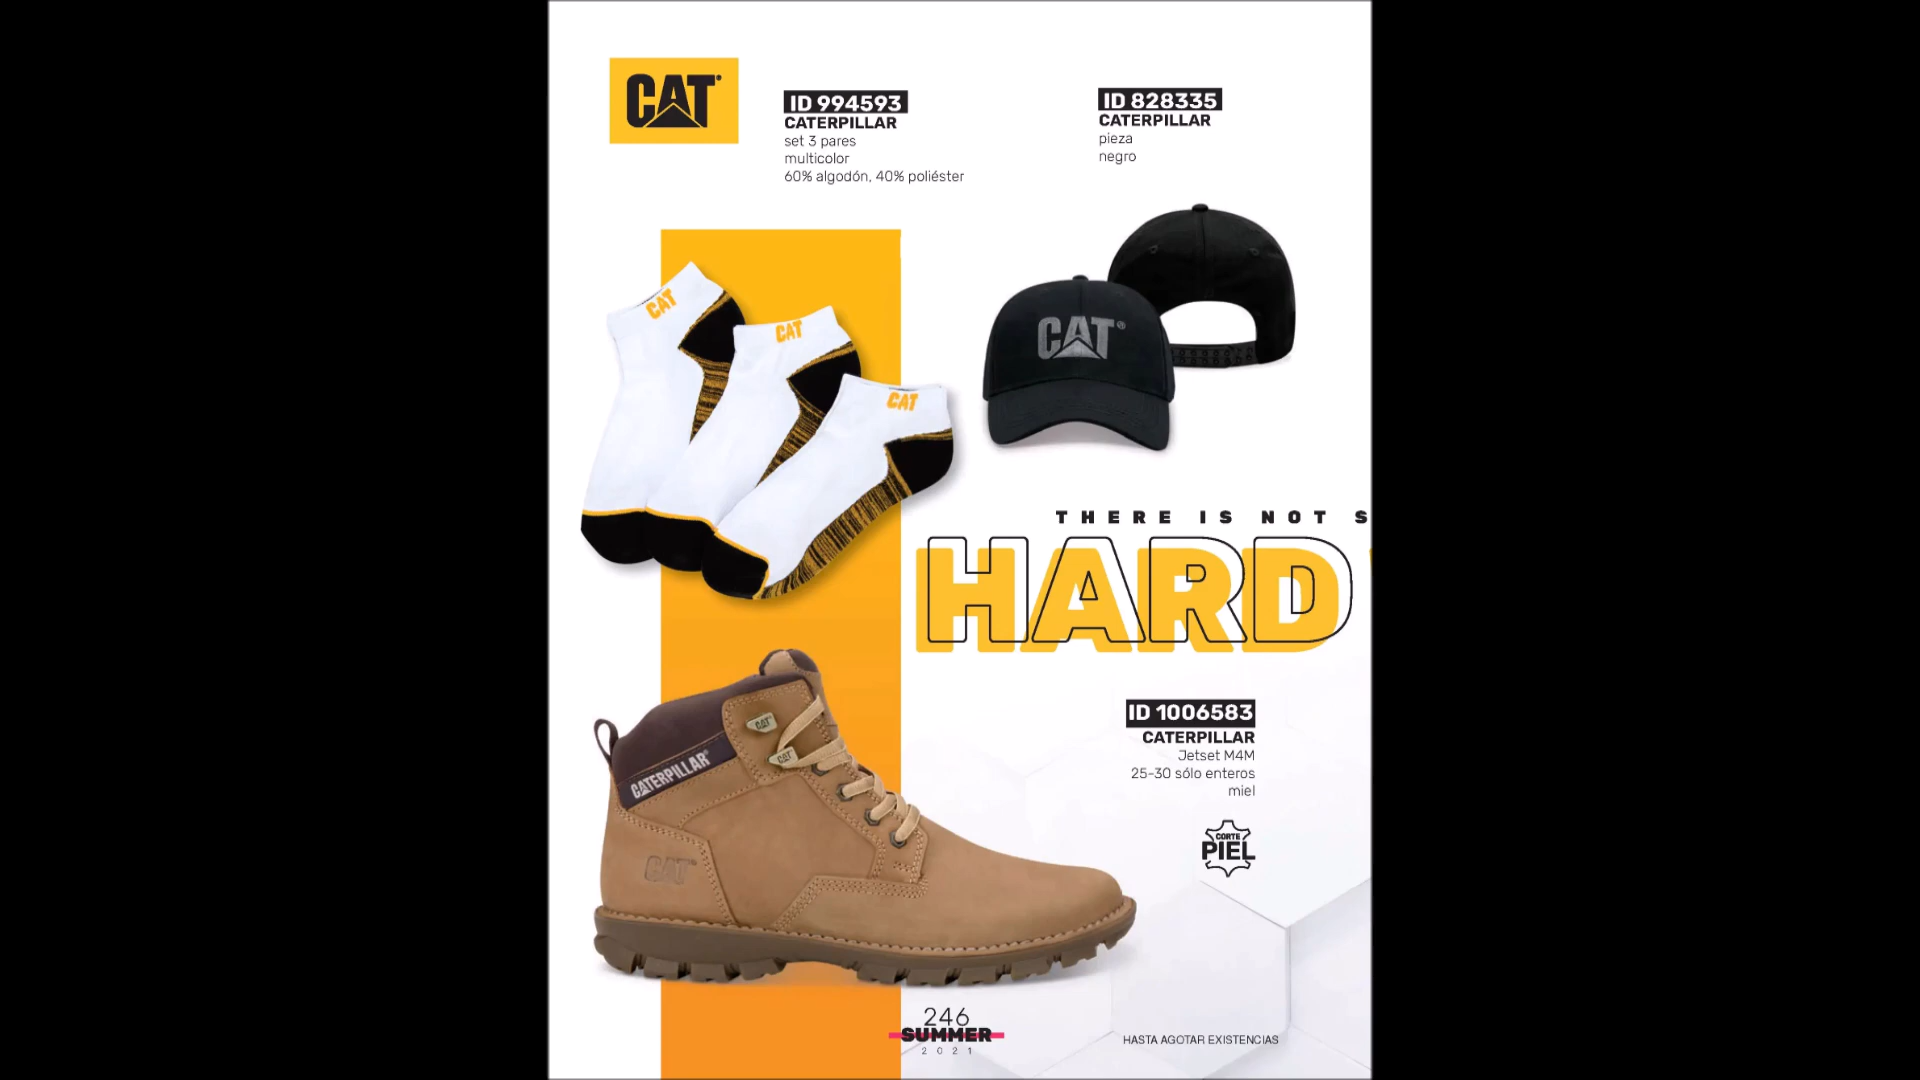 CAT
ID 994593
CATERPILLAR
set 3 pares
multicolor
60% algodón, 40% poliéster
ID 828335
CATERPILLAR
pieza
negro
CAT
CAT
CAT
CAT®
THERE IS NOT S
HARD
ID 1006583
CATERPILLAR
Jetset M4M
25-30 sólo enteros
miel
CORTE
PIEL
CAT
CAT
CATERPILLAR®
CAT
246
SUMMER
2021
HASTA AGOTAR EXISTENCIAS